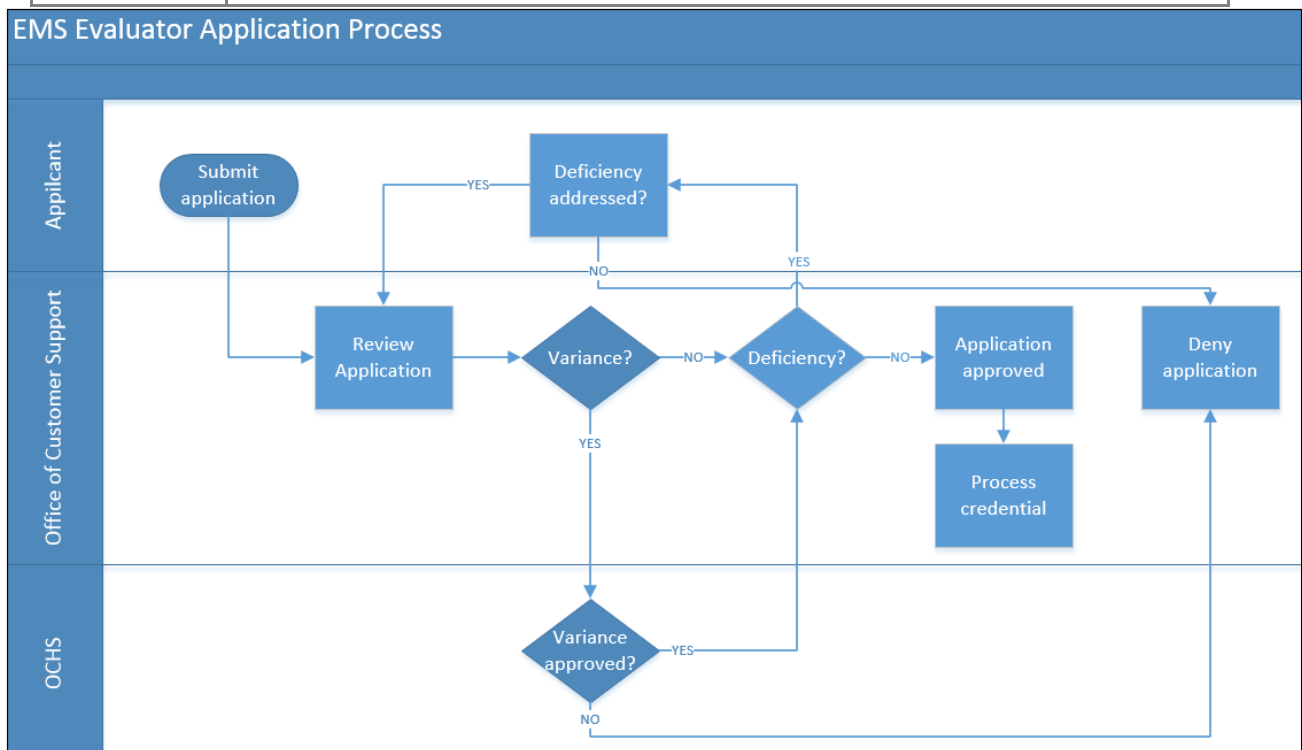 EMS Evaluator Application Process
Appilcant
Submit
application
YES
Deficiency
addressed?
NO
YES
Office of Customer Support
Review
Application
Variance?
NO
Deficiency?
NO
Application
approved
Deny
application
YES
Process
credential
OCHS
Variance
approved?
YES
NO